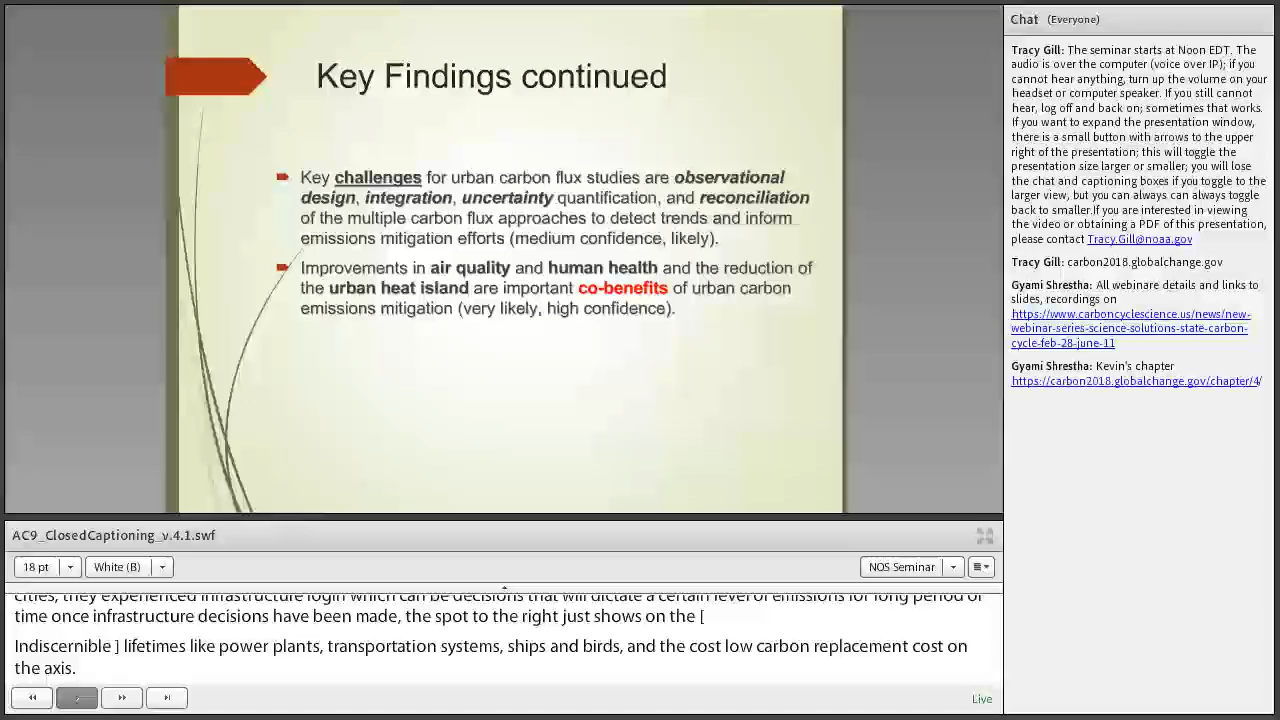 Key Findings continued
Key challenges for urban carbon flux studies are observational
design, integration, uncertainty quantification, and reconciliation
of the multiple carbon flux approaches to detect trends and inform
emissions mitigation efforts (medium confidence, likely).
Improvements in air quality and human health and the reduction of
the urban heat island are important co-benefits of urban carbon
emissions mitigation (very likely, high confidence).
Chat (Everyone)
Tracy Gill: The seminar starts at Noon EDT. The
audio is over the computer (voice over IP); if you
cannot hear anything, turn up the volume on your
headset or computer speaker. If you still cannot
hear, log off and back on; sometimes that works.
If you want to expand the presentation window,
there is a small button with arrows to the upper
right of the presentation; this will toggle the
presentation size larger or smaller; you will lose
the chat and captioning boxes if you toggle to the
larger view, but you can always can always toggle
back to smaller.If you are interested in viewing
the video or obtaining a PDF of this presentation,
please contact Tracy.Gill@noaa.gov
Tracy Gill: carbon2018.globalchange.gov
Gyami Shrestha: All webinare details and links to
slides, recordings on
https://www.carboncyclescience.us/news/new-
webinar-series-science-solutions-state-carbon-
cycle-feb-28-june-11
Gyami Shrestha: Kevin's chapter
https://carbon2018.globalchange.gov/chapter/4/
AC9_ClosedCaptioning_v.4.1.swf
18 pt White (B) NOS Seminar
cities, they experienced infrastructure login which can be decisions that will dictate a certain level of emissions for long period of
time once infrastructure decisions have been made, the spot to the right just shows on the [
Indiscernible ] lifetimes like power plants, transportation systems, ships and birds, and the cost low carbon replacement cost on
the axis.
Live